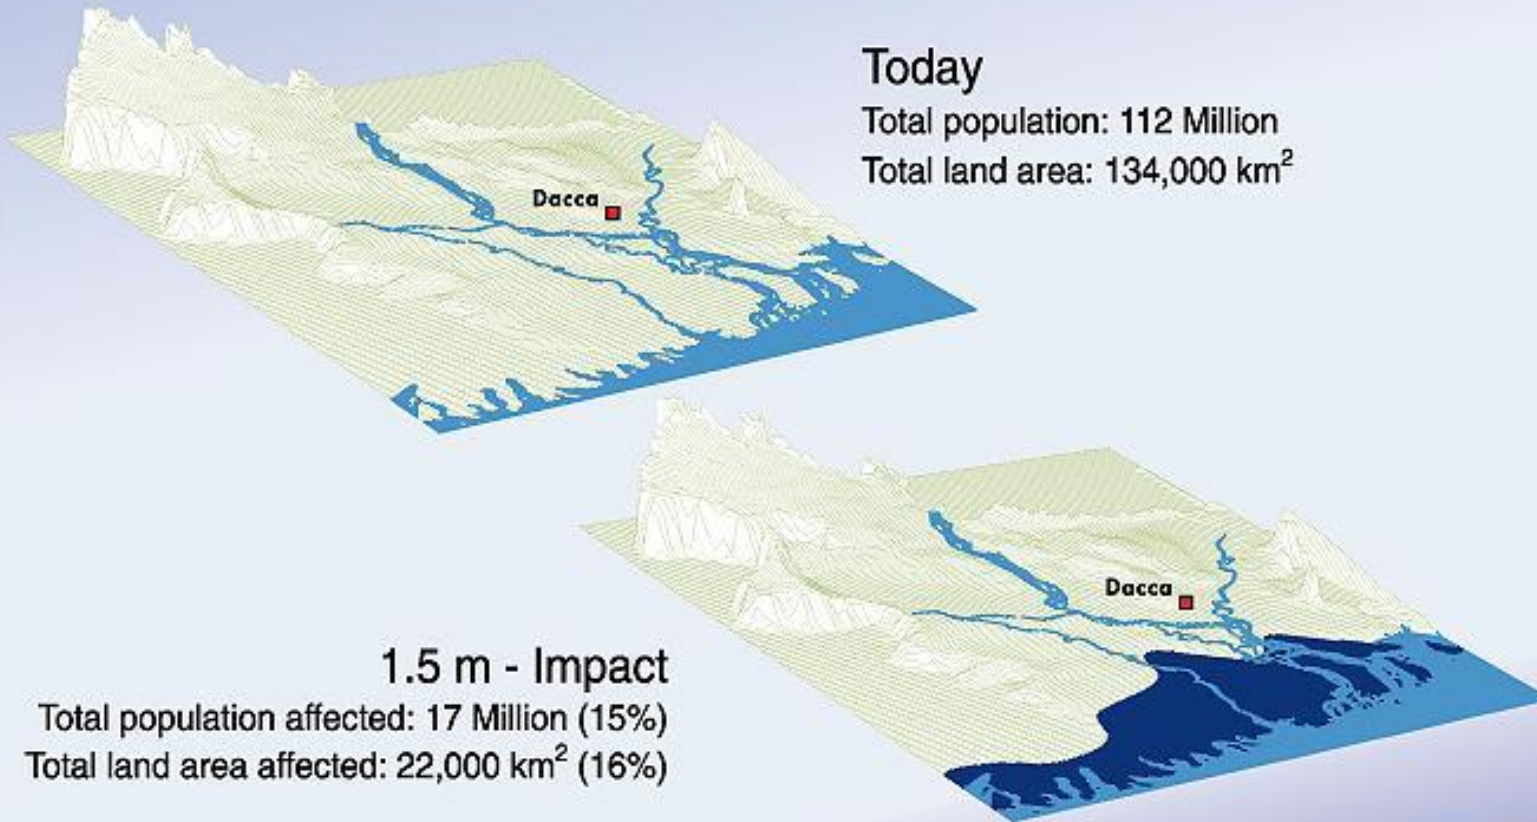 Today
Total population: 112 Million
Total land area: 134,000 km²
Dacca
Dacca
1.5 m - Impact
Total population affected: 17 Million (15%)
Total land area affected: 22,000 km² (16%)